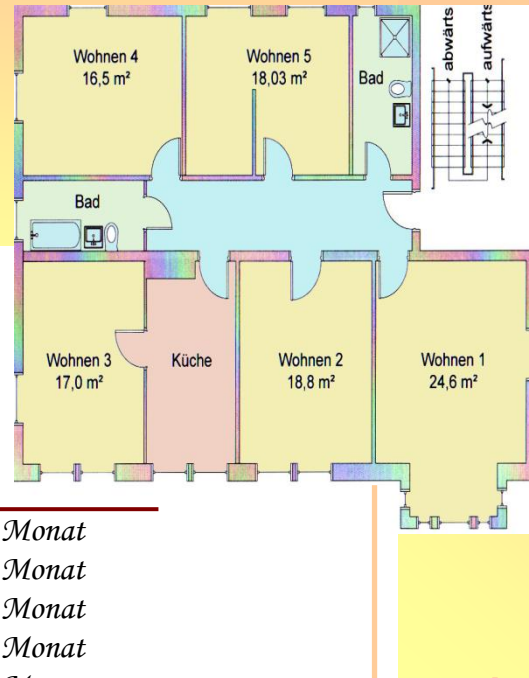 Wohnen 4
16,5 m²
Wohnen 5
18,03 m²
Bad
abwärts
aufwärts
Bad
Wohnen 3
17,0 m²
Küche
Wohnen 2
18,8 m²
Wohnen 1
24,6 m²
Monat
Monat
Monat
Monat